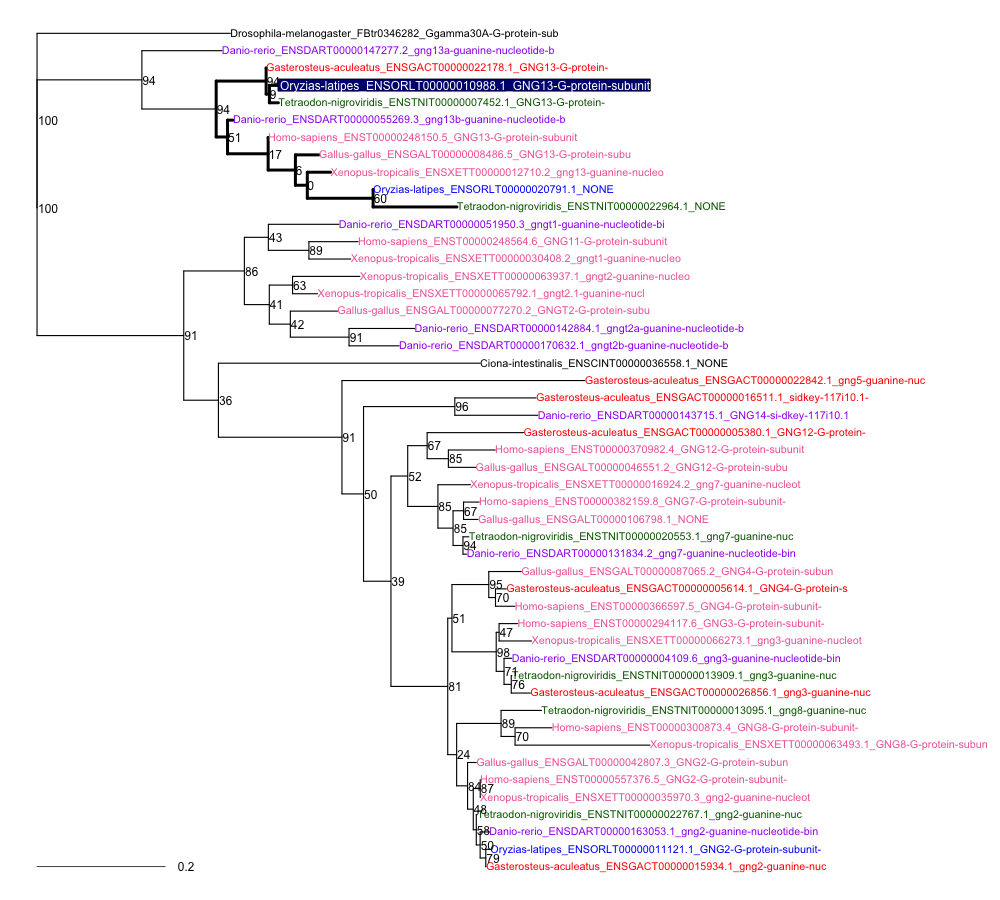 Drosophila-melanogaster_FBtr0346282_Ggamma30A-G-protein-sub
Danio-rerio_ENSDART00000147277.2_gng13a-guanine-nucleotide-b
Gasterosteus-aculeatus_ENSGACT00000022178.1_GNG13-G-protein-
94
94
Oryzias-latipes_ENSORLT00000010988.1_GNG13-G-protein-subunit
9
Tetraodon-nigroviridis_ENSTNIT00000007452.1_GNG13-G-protein-
94
100
Danio-rerio_ENSDART00000055269.3_gng13b-guanine-nucleotide-b
51
Homo-sapiens_ENST00000248150.5_GNG13-G-protein-subunit
17
Gallus-gallus_ENSGALT00000008486.5_GNG13-G-protein-subu
6
Xenopus-tropicalis_ENSXETT00000012710.2_gng13-guanine-nucleo
0
Oryzias-latipes_ENSORLT00000020791.1_NONE
60
Tetraodon-nigroviridis_ENSTNIT00000022964.1_NONE
100
Danio-rerio_ENSDART00000051950.3_gngt1-guanine-nucleotide-bi
43
Homo-sapiens_ENST00000248564.6_GNG11-G-protein-subunit
89
Xenopus-tropicalis_ENSXETT00000030408.2_gngt1-guanine-nucleo
86
Xenopus-tropicalis_ENSXETT00000063937.1_gngt2-guanine-nucleo
63
Xenopus-tropicalis_ENSXETT00000065792.1_gngt2.1-guanine-nucl
41
Gallus-gallus_ENSGALT00000077270.2_GNGT2-G-protein-subu
42
Danio-rerio_ENSDART00000142884.1_gngt2a-guanine-nucleotide-b
91
91
Danio-rerio_ENSDART00000170632.1_gngt2b-guanine-nucleotide-b
Ciona-intestinalis_ENSCINT00000036558.1_NONE
36
Gasterosteus-aculeatus_ENSGACT00000022842.1_gng5-guanine-nuc
Gasterosteus-aculeatus_ENSGACT00000016511.1_sidkey-117i10.1-
96
Danio-rerio_ENSDART00000143715.1_GNG14-si-dkey-117i10.1
91
Gasterosteus-aculeatus_ENSGACT00000005380.1_GNG12-G-protein-
67
Homo-sapiens_ENST00000370982.4_GNG12-G-protein-subunit
85
Gallus-gallus_ENSGALT00000046551.2_GNG12-G-protein-subu
52
Xenopus-tropicalis_ENSXETT00000016924.2_gng7-guanine-nucleot
50
85
Homo-sapiens_ENST00000382159.8_GNG7-G-protein-subunit-
67
Gallus-gallus_ENSGALT00000106798.1_NONE
85
Tetraodon-nigroviridis_ENSTNIT00000020553.1_gng7-guanine-nuc
94
Danio-rerio_ENSDART00000131834.2_gng7-guanine-nucleotide-bin
39
Gallus-gallus_ENSGALT00000087065.2_GNG4-G-protein-subun
95
Gasterosteus-aculeatus_ENSGACT00000005614.1_GNG4-G-protein-s
70
Homo-sapiens_ENST00000366597.5_GNG4-G-protein-subunit-
51
Homo-sapiens_ENST00000294117.6_GNG3-G-protein-subunit-
47
Xenopus-tropicalis_ENSXETT00000066273.1_gng3-guanine-nucleot
98
Danio-rerio_ENSDART00000004109.6_gng3-guanine-nucleotide-bin
71
Tetraodon-nigroviridis_ENSTNIT00000013909.1_gng3-guanine-nuc
76
Gasterosteus-aculeatus_ENSGACT00000026856.1_gng3-guanine-nuc
81
Tetraodon-nigroviridis_ENSTNIT00000013095.1_gng8-guanine-nuc
89
Homo-sapiens_ENST00000300873.4_GNG8-G-protein-subunit-
70
Xenopus-tropicalis_ENSXETT00000063493.1_GNG8-G-protein-subun
24
Gallus-gallus_ENSGALT00000042807.3_GNG2-G-protein-subun
84
Homo-sapiens_ENST00000557376.5_GNG2-G-protein-subunit-
87
Xenopus-tropicalis_ENSXETT00000035970.3_gng2-guanine-nucleot
48
Tetraodon-nigroviridis_ENSTNIT00000022767.1_gng2-guanine-nuc
58
Danio-rerio_ENSDART00000163053.1_gng2-guanine-nucleotide-bin
50
Oryzias-latipes_ENSORLT00000011121.1_GNG2-G-protein-subunit-
79
Gasterosteus-aculeatus_ENSGACT00000015934.1_gng2-guanine-nuc
0.2